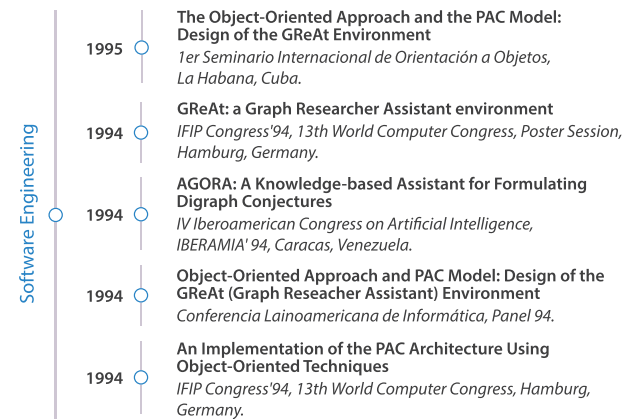 Software Engineering
1995
The Object-Oriented Approach and the PAC Model:
Design of the GReAt Environment
1er Seminario Internacional de Orientación a Objetos,
La Habana, Cuba.
1994
GReAt: a Graph Researcher Assistant environment
IFIP Congress'94, 13th World Computer Congress, Poster Session,
Hamburg, Germany.
1994
AGORA: A Knowledge-based Assistant for Formulating
Digraph Conjectures
IV Iberoamerican Congress on Artificial Intelligence,
IBERAMIA' 94, Caracas, Venezuela.
1994
Object-Oriented Approach and PAC Model: Design of the
GReAt (Graph Reseacher Assistant) Environment
Conferencia Lainoamericana de Informática, Panel 94.
1994
An Implementation of the PAC Architecture Using
Object-Oriented Techniques
IFIP Congress'94, 13th World Computer Congress, Hamburg,
Germany.